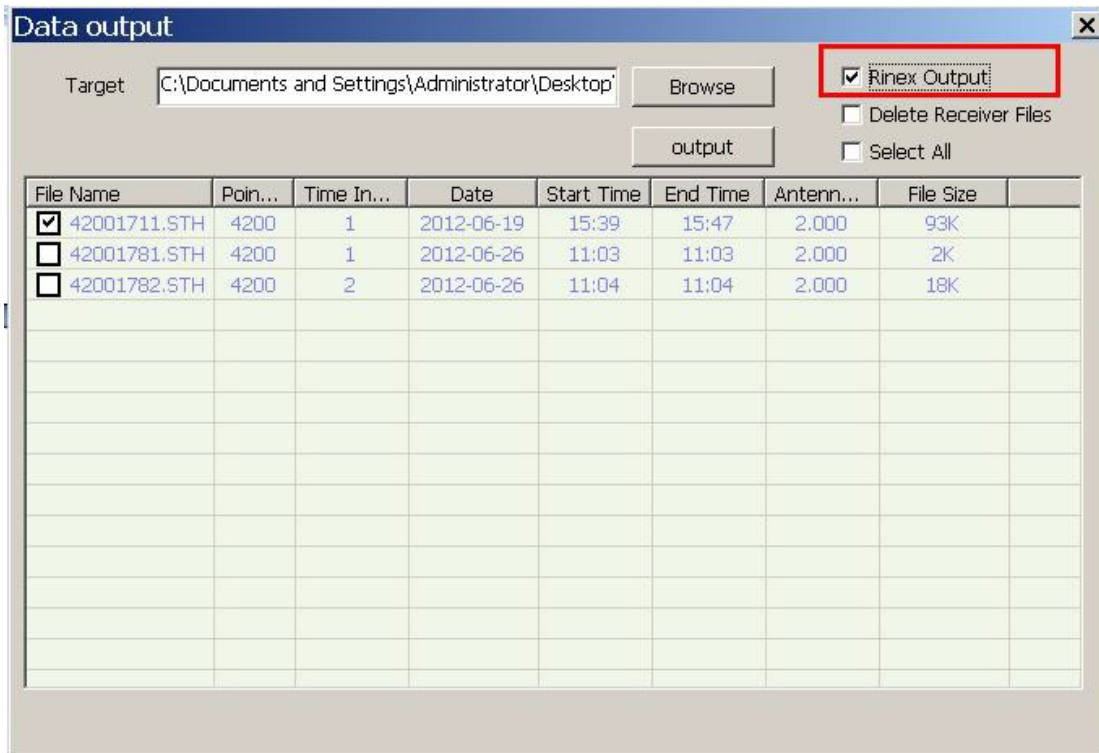 Data output
Target C:\Documents and Settings\Administrator\Desktop\ Browse Rinex Output
Delete Receiver Files
output Select All
File Name Poin... Time In... Date Start Time End Time Antenn... File Size
42001711.STH 4200 1 2012-06-19 15:39 15:47 2.000 93K
42001781.STH 4200 1 2012-06-26 11:03 11:03 2.000 2K
42001782.STH 4200 2 2012-06-26 11:04 11:04 2.000 18K